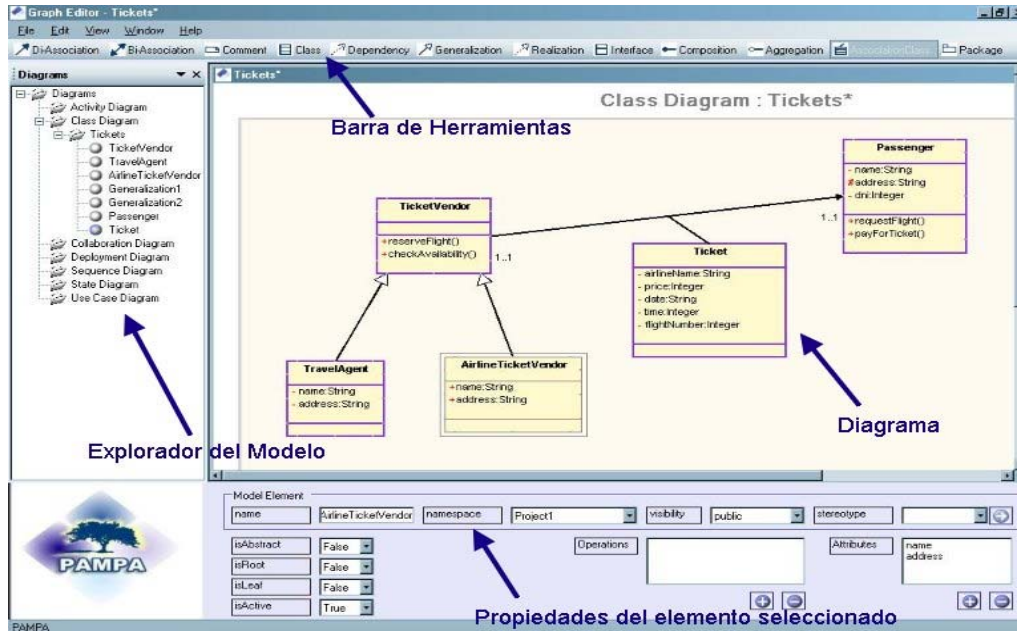 Graph Editor - Tickets*
File Edit View Window Help
Di-Association Bi-Association Comment Class Dependency Generalization Realization Interface Composition Aggregation AssociationClass Package
Diagrams
Diagrams
Activity Diagram
Class Diagram
Tickets
TicketVendor
TravelAgent
AirlineTicketVendor
Generalization1
Generalization2
Passenger
Ticket
Collaboration Diagram
Deployment Diagram
Sequence Diagram
State Diagram
Use Case Diagram
Explorador del Modelo
Tickets*
Class Diagram : Tickets*
Barra de Herramientas
Passenger
- name:String
#address:String
- dni:Integer
+requestFlight()
+payForTicket()
1..1
TicketVendor
+reserveFlight()
+checkAvailability()
1..1
Ticket
- airlineName:String
- price:Integer
- date:String
- time:Integer
- flightNumber:Integer
TravelAgent
- name:String
- address:String
AirlineTicketVendor
+name:String
+address:String
Diagrama
PAMPA
Model Element
name AirlineTicketVendor namespace Project1 visibility public stereotype
isAbstract False
isRoot False
isLeaf False
isActive True
Operations
Attributes
name
address
Propiedades del elemento seleccionado
PAMPA